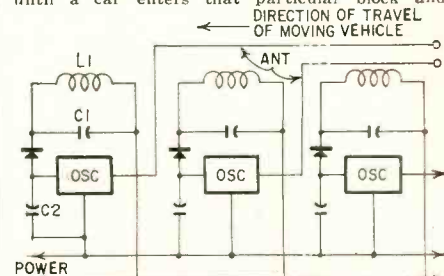 until a car enters that particular block and
DIRECTION OF TRAVEL
OF MOVING VEHICLE
ANT
L1
C1
OSC
OSC
OSC
C2
POWER